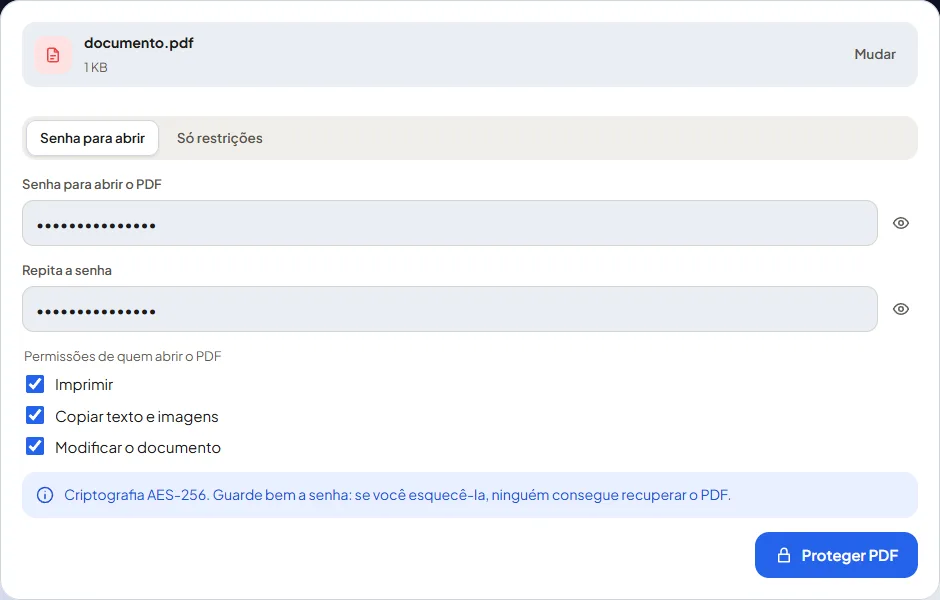 documento.pdf
1 KB
Mudar
Senha para abrir
Só restrições
Senha para abrir o PDF
•••••••••••••••
Repita a senha
•••••••••••••••
Permissões de quem abrir o PDF
Imprimir
Copiar texto e imagens
Modificar o documento
Criptografia AES-256. Guarde bem a senha: se você esquecê-la, ninguém consegue recuperar o PDF.
Proteger PDF